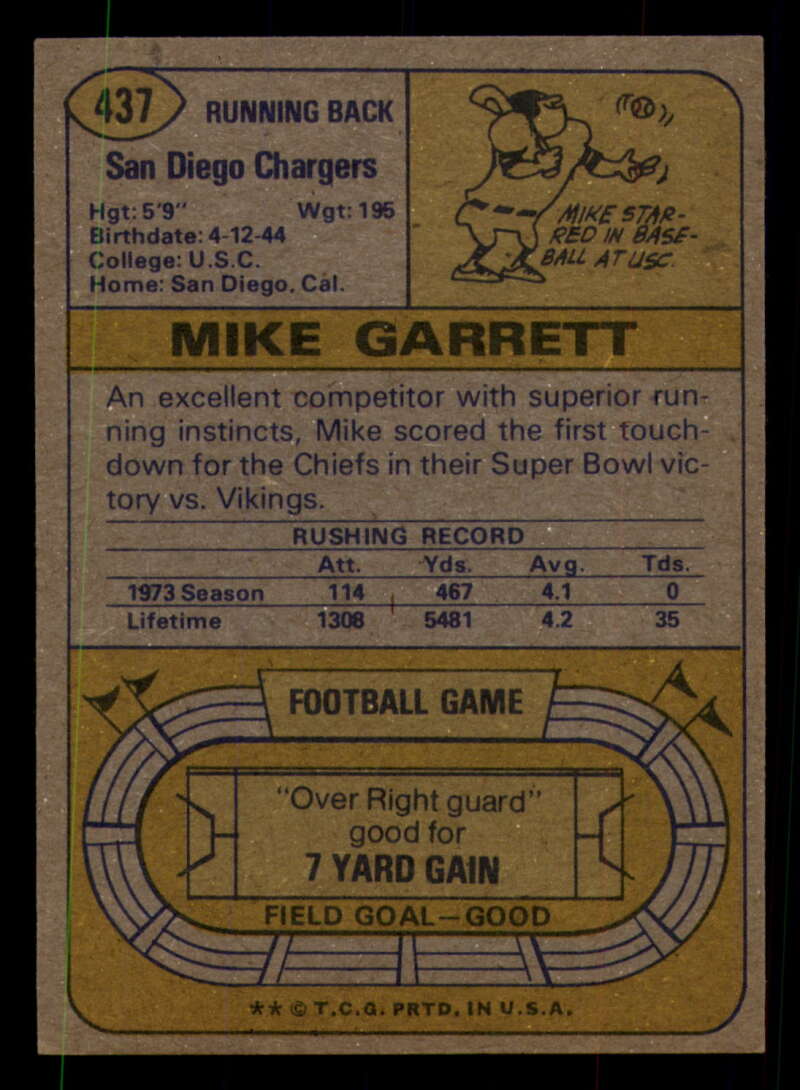 437
RUNNING BACK
San Diego Chargers
Hgt: 5'9" Wgt: 195
Birthdate: 4-12-44
College: U.S.C.
Home: San Diego, Cal.
MIKE STAR-
RED IN BASE-
BALL AT USC.
MIKE GARRETT
An excellent competitor with superior run-
ning instincts, Mike scored the first touch-
down for the Chiefs in their Super Bowl vic-
tory vs. Vikings.
RUSHING RECORD
Att. Yds. Avg. Tds.
1973 Season 114 467 4.1 0
Lifetime 1308 5481 4.2 35
FOOTBALL GAME
"Over Right guard"
good for
7 YARD GAIN
FIELD GOAL—GOOD
** © T.C.G. PRTD. IN U.S.A.